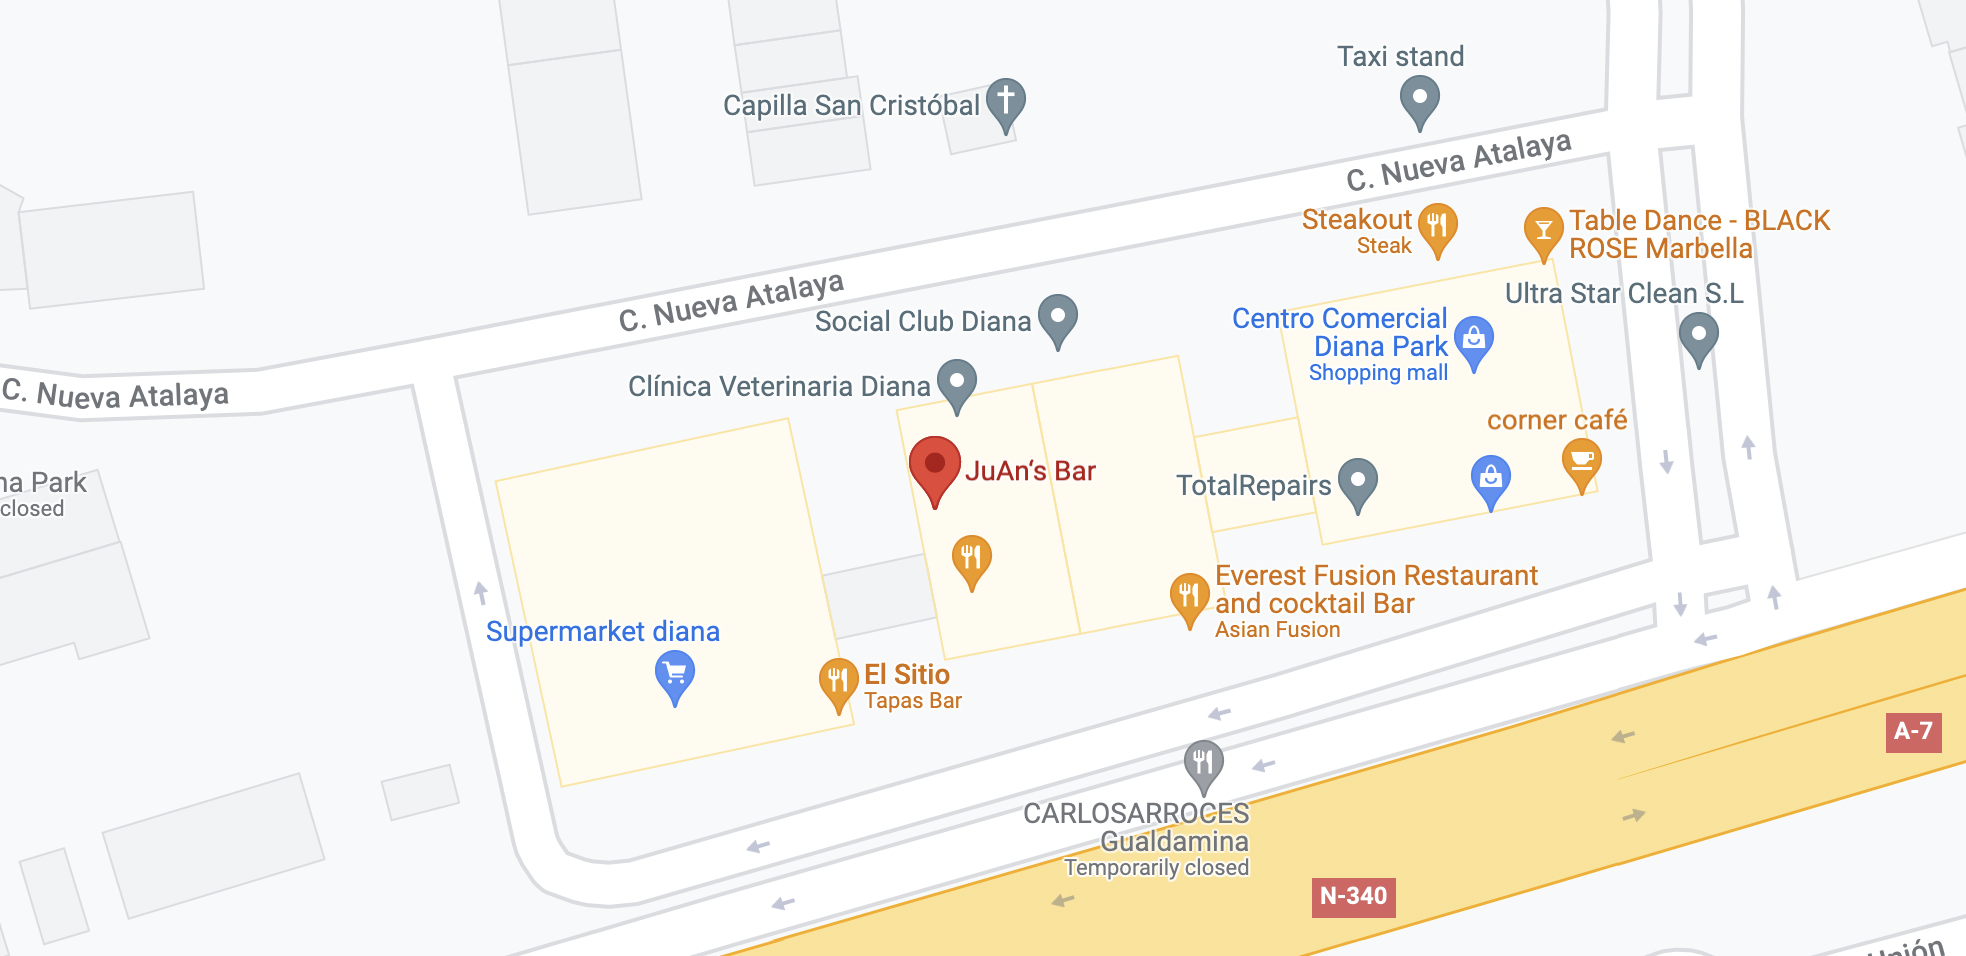 Taxi stand
Capilla San Cristóbal
C. Nueva Atalaya
Steakout
Steak
Table Dance - BLACK
ROSE Marbella
C. Nueva Atalaya
Social Club Diana
Ultra Star Clean S.L
Centro Comercial
Diana Park
Shopping mall
C. Nueva Atalaya
Clínica Veterinaria Diana
corner café
JuAn‘s Bar
na Park
closed
TotalRepairs
Everest Fusion Restaurant
and cocktail Bar
Asian Fusion
Supermarket diana
El Sitio
Tapas Bar
A-7
CARLOSARROCES
Gualdamina
Temporarily closed
N-340